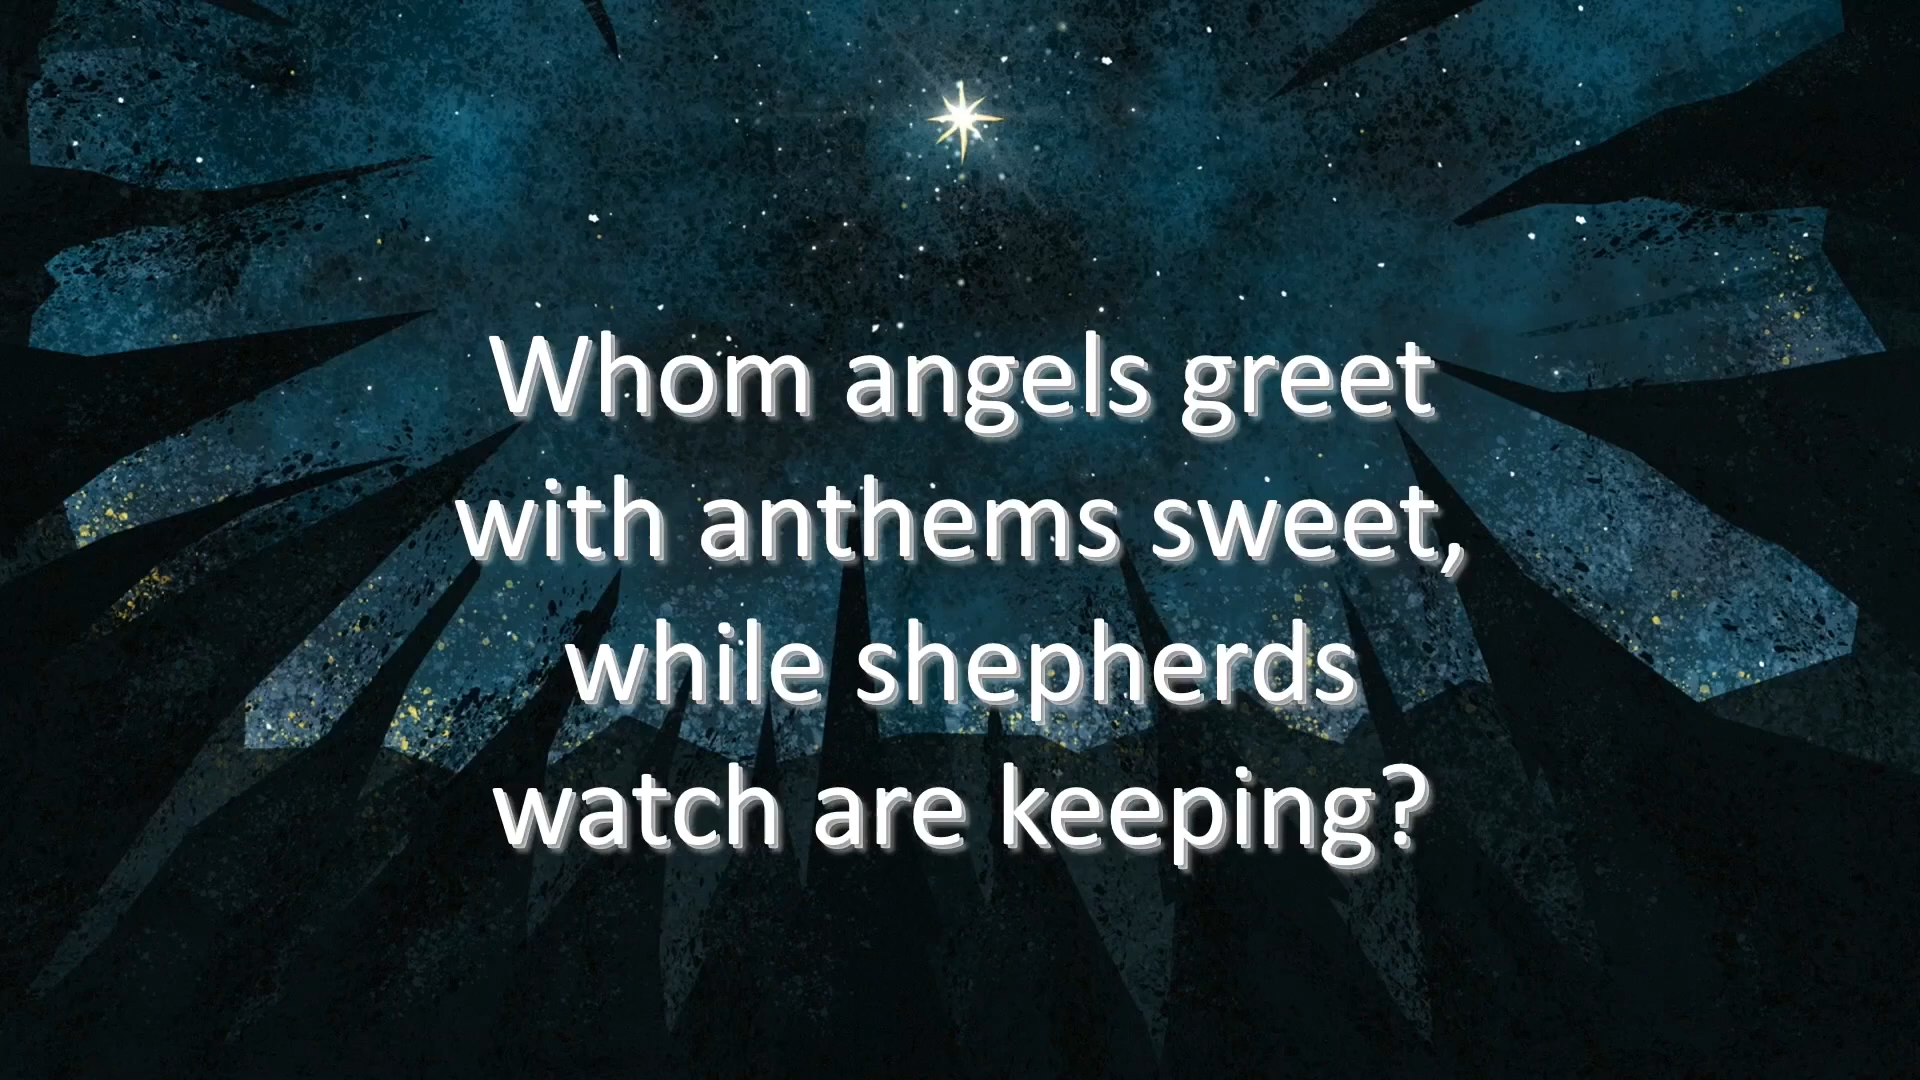 Whom angels greet
with anthems sweet,
while shepherds
watch are keeping?